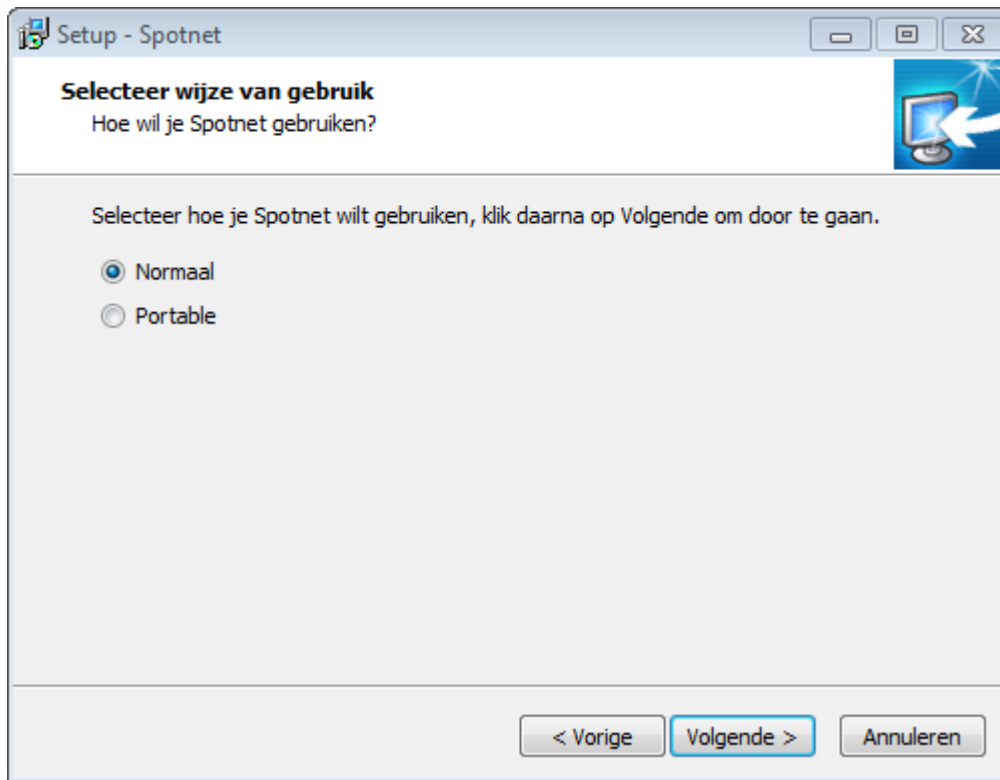 Setup - Spotnet
Selecteer wijze van gebruik
Hoe wil je Spotnet gebruiken?
Selecteer hoe je Spotnet wilt gebruiken, klik daarna op Volgende om door te gaan.
Normaal
Portable
< Vorige Volgende > Annuleren